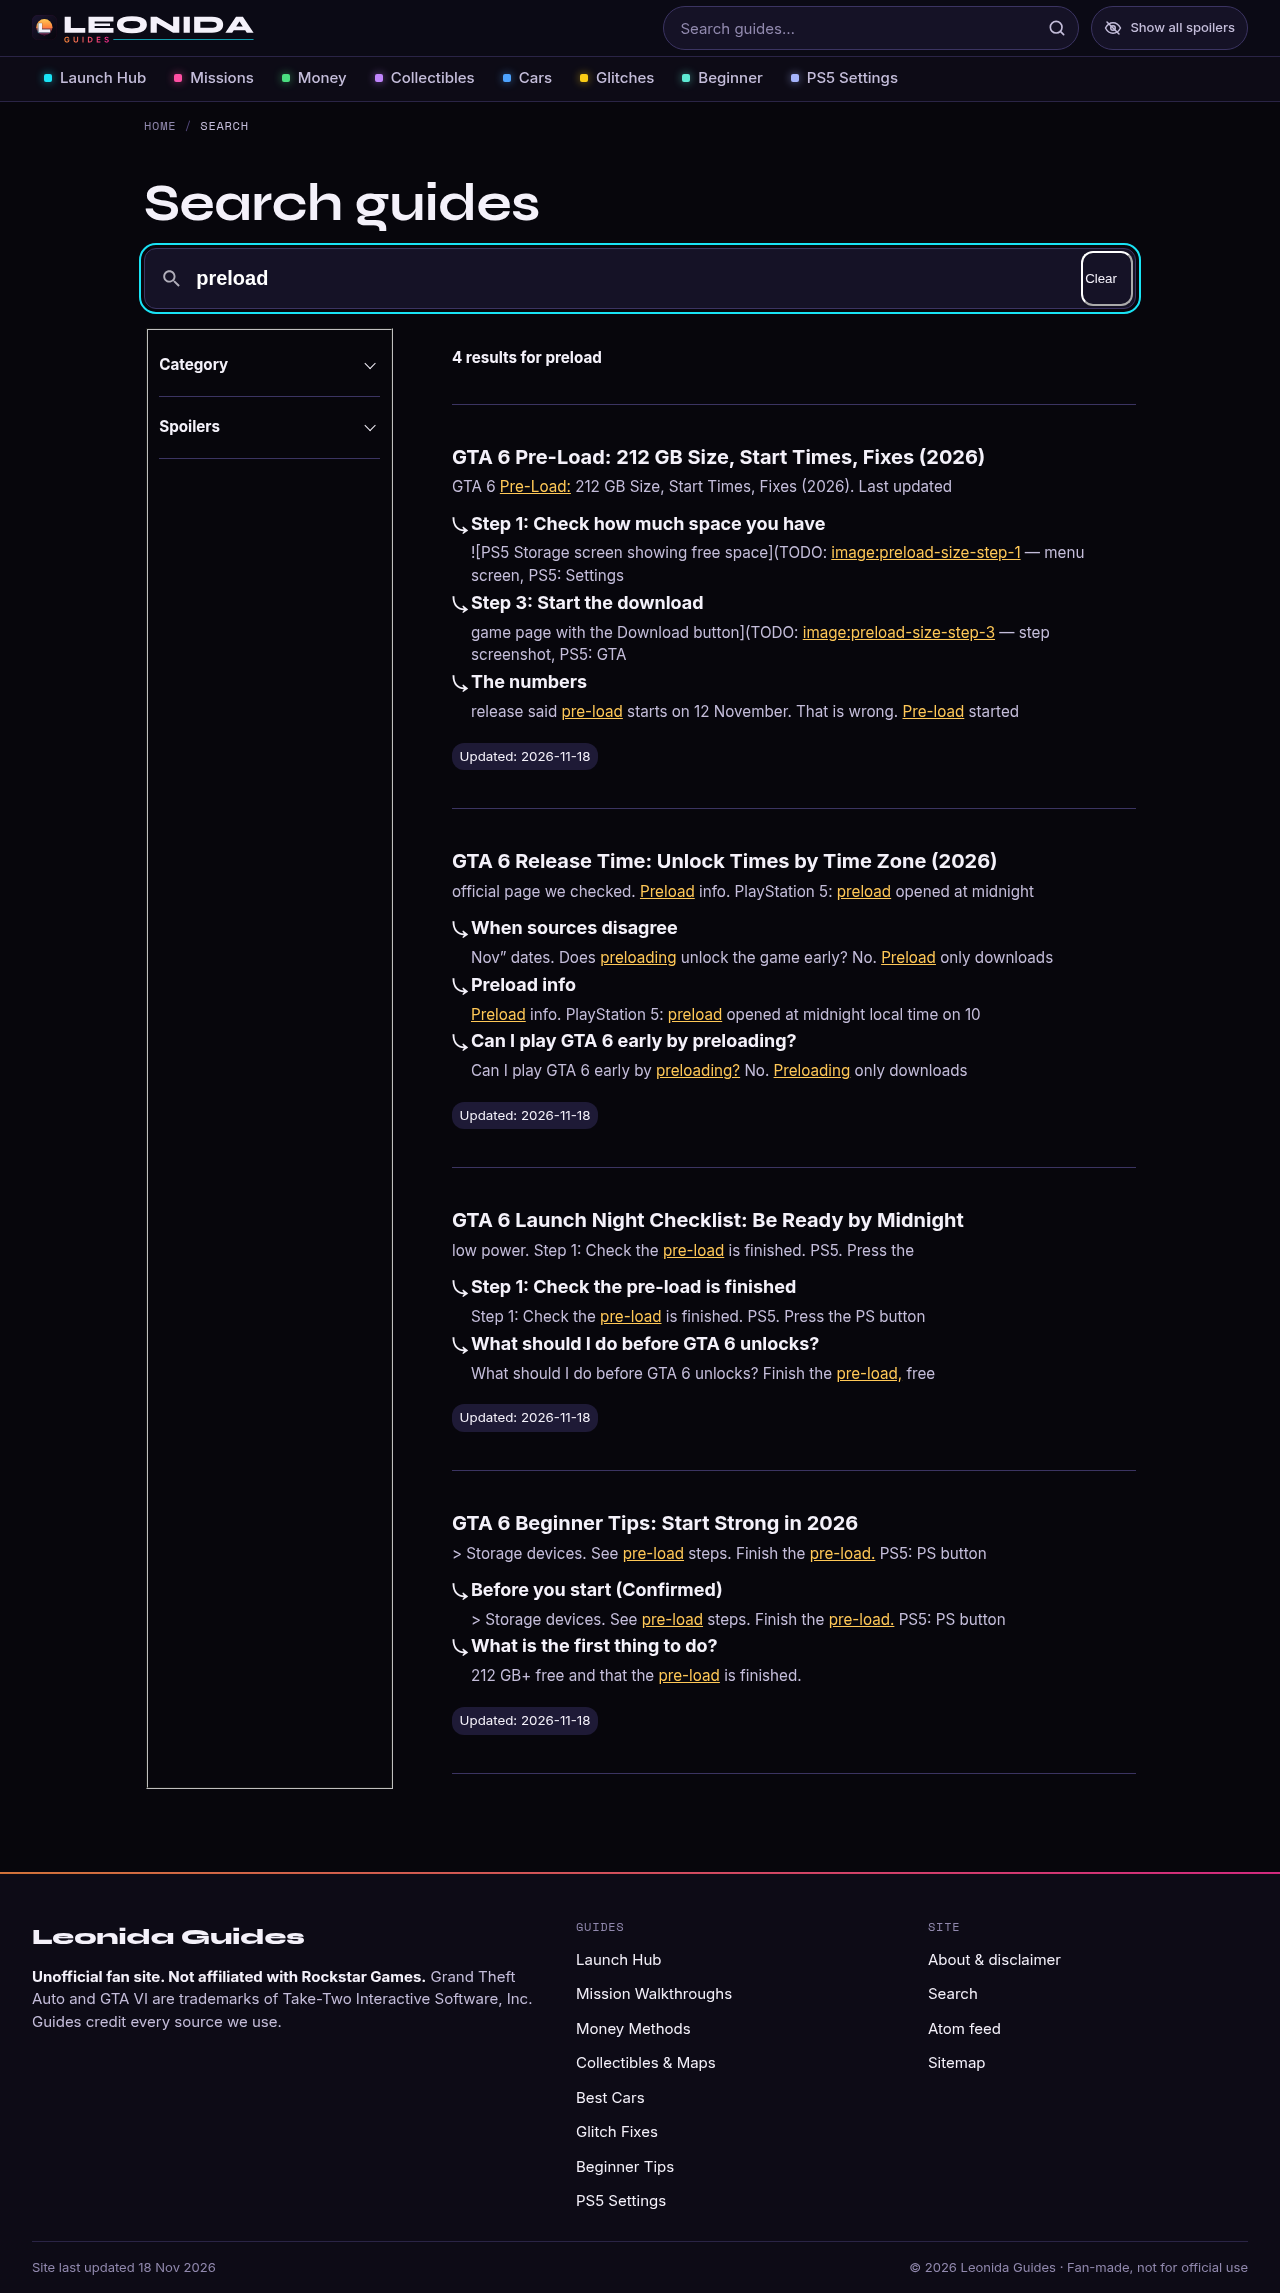 LEONIDA
GUIDES
Search guides...
Show all spoilers
Launch Hub
Missions
Money
Collectibles
Cars
Glitches
Beginner
PS5 Settings
HOME / SEARCH
Search guides
preload
Clear
Category
Spoilers
4 results for preload
GTA 6 Pre-Load: 212 GB Size, Start Times, Fixes (2026)
GTA 6 Pre-Load: 212 GB Size, Start Times, Fixes (2026). Last updated
Step 1: Check how much space you have
![PS5 Storage screen showing free space](TODO: image:preload-size-step-1 — menu
screen, PS5: Settings
Step 3: Start the download
game page with the Download button](TODO: image:preload-size-step-3 — step
screenshot, PS5: GTA
The numbers
release said pre-load starts on 12 November. That is wrong. Pre-load started
Updated: 2026-11-18
GTA 6 Release Time: Unlock Times by Time Zone (2026)
official page we checked. Preload info. PlayStation 5: preload opened at midnight
When sources disagree
Nov” dates. Does preloading unlock the game early? No. Preload only downloads
Preload info
Preload info. PlayStation 5: preload opened at midnight local time on 10
Can I play GTA 6 early by preloading?
Can I play GTA 6 early by preloading? No. Preloading only downloads
Updated: 2026-11-18
GTA 6 Launch Night Checklist: Be Ready by Midnight
low power. Step 1: Check the pre-load is finished. PS5. Press the
Step 1: Check the pre-load is finished
Step 1: Check the pre-load is finished. PS5. Press the PS button
What should I do before GTA 6 unlocks?
What should I do before GTA 6 unlocks? Finish the pre-load, free
Updated: 2026-11-18
GTA 6 Beginner Tips: Start Strong in 2026
> Storage devices. See pre-load steps. Finish the pre-load. PS5: PS button
Before you start (Confirmed)
> Storage devices. See pre-load steps. Finish the pre-load. PS5: PS button
What is the first thing to do?
212 GB+ free and that the pre-load is finished.
Updated: 2026-11-18
Leonida Guides
Unofficial fan site. Not affiliated with Rockstar Games. Grand Theft
Auto and GTA VI are trademarks of Take-Two Interactive Software, Inc.
Guides credit every source we use.
GUIDES
Launch Hub
Mission Walkthroughs
Money Methods
Collectibles & Maps
Best Cars
Glitch Fixes
Beginner Tips
PS5 Settings
SITE
About & disclaimer
Search
Atom feed
Sitemap
Site last updated 18 Nov 2026
© 2026 Leonida Guides · Fan-made, not for official use